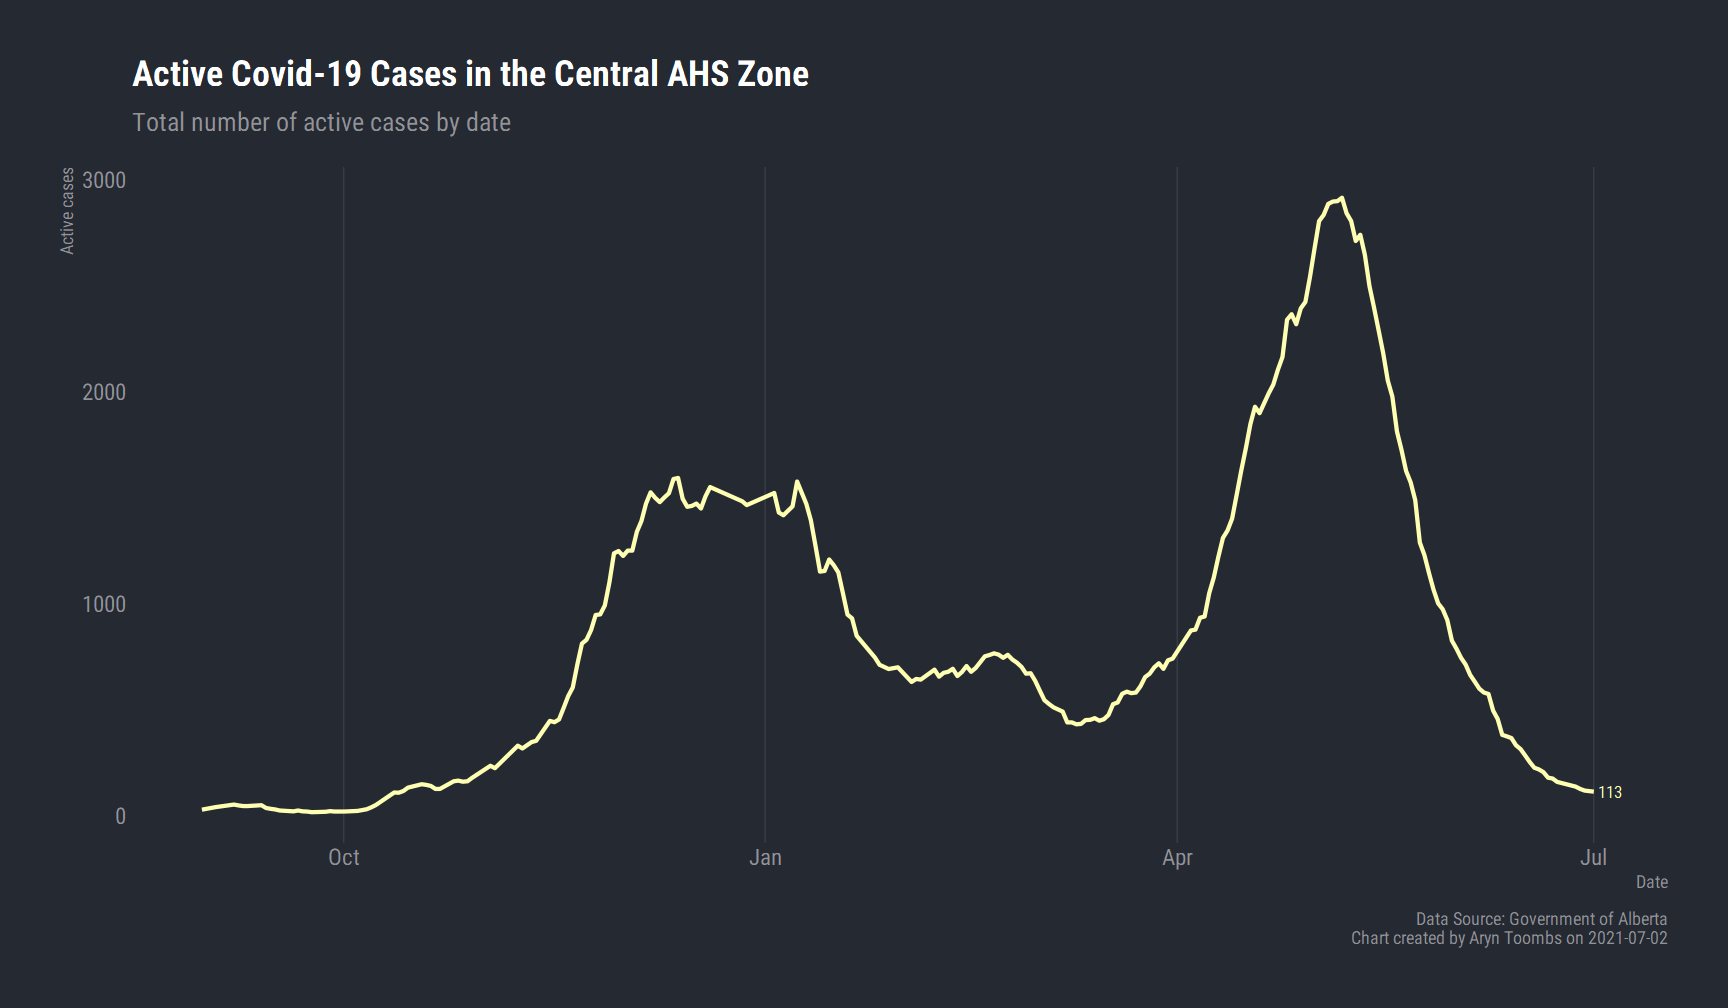 Active Covid-19 Cases in the Central AHS Zone
Total number of active cases by date
Active cases
3000
2000
1000
0
113
Oct
Jan
Apr
Jul
Date
Data Source: Government of Alberta
Chart created by Aryn Toombs on 2021-07-02